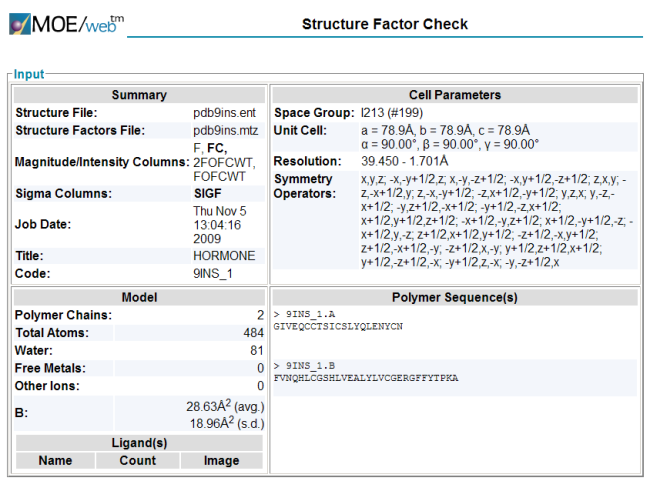 MOE/web™
Structure Factor Check
Input
Summary
Structure File: pdb9ins.ent
Structure Factors File: pdb9ins.mtz
Magnitude/Intensity Columns: F, FC, 2FOFCWT, FOFCWT
Sigma Columns: SIGF
Job Date: Thu Nov 5 13:04:16 2009
Title: HORMONE
Code: 9INS_1
Cell Parameters
Space Group: I213 (#199)
Unit Cell: a = 78.9Å, b = 78.9Å, c = 78.9Å
α = 90.00°, β = 90.00°, γ = 90.00°
Resolution: 39.450 - 1.701Å
Symmetry Operators: x,y,z; -x,-y+1/2,z; x,-y,-z+1/2; -x,y+1/2,-z+1/2; z,x,y; -
z,-x+1/2,y; z,-x,-y+1/2; -z,x+1/2,-y+1/2; y,z,x; y,-z,-
x+1/2; -y,z+1/2,-x+1/2; -y+1/2,-z,x+1/2;
x+1/2,y+1/2,z+1/2; -x+1/2,-y,z+1/2; x+1/2,-y+1/2,-z; -
x+1/2,y,-z; z+1/2,x+1/2,y+1/2; -z+1/2,-x,y+1/2;
z+1/2,-x+1/2,-y; -z+1/2,x,-y; y+1/2,z+1/2,x+1/2;
y+1/2,-z+1/2,-x; -y+1/2,z,-x; -y,-z+1/2,x
Model
Polymer Chains: 2
Total Atoms: 484
Water: 81
Free Metals: 0
Other Ions: 0
B: 28.63Å² (avg.)
18.96Å² (s.d.)
Ligand(s)
Name Count Image
Polymer Sequence(s)
> 9INS_1.A
GIVEQCCTSICSLYQLENYCN
> 9INS_1.B
FVNQHLCGSHLVEALYLVCGERGFFYTPKA